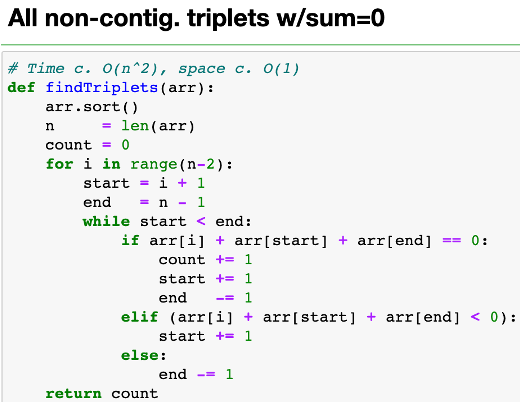 All non-contig. triplets w/sum=0
# Time c. O(n^2), space c. O(1)
def findTriplets(arr):
    arr.sort()
    n     = len(arr)
    count = 0
    for i in range(n-2):
        start = i + 1
        end   = n - 1
        while start < end:
            if arr[i] + arr[start] + arr[end] == 0:
                count += 1
                start += 1
                end   -= 1
            elif (arr[i] + arr[start] + arr[end] < 0):
                start += 1
            else:
                end -= 1
    return count